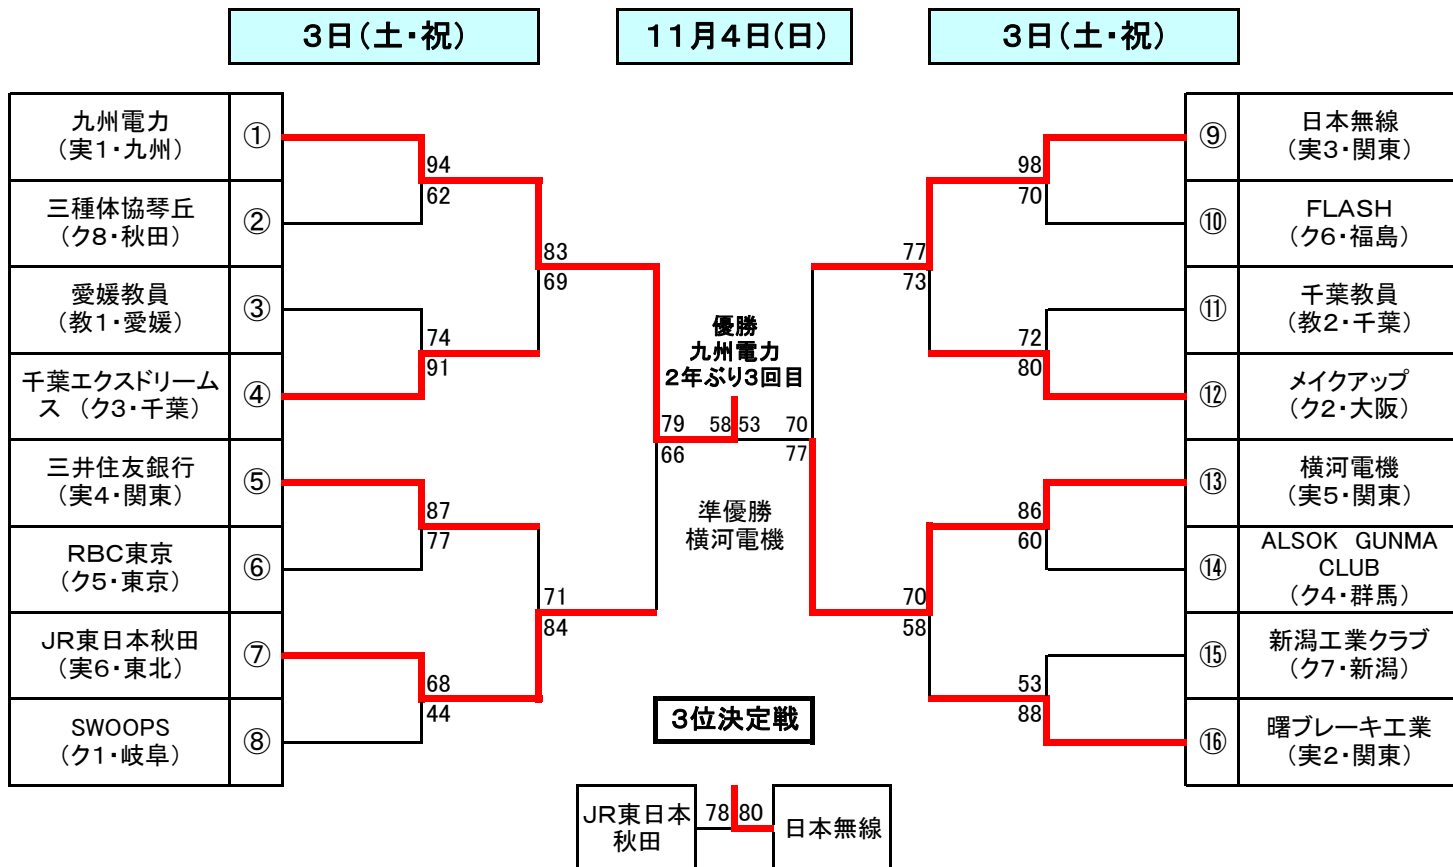 3日(土・祝)
11月4日(日)
3日(土・祝)
九州電力
(実1・九州)
①
94
62
三種体協琴丘
(ク8・秋田)
②
83
69
愛媛教員
(教1・愛媛)
③
74
91
千葉エクスドリーム
ス (ク3・千葉)
④
79
66
三井住友銀行
(実4・関東)
⑤
87
77
RBC東京
(ク5・東京)
⑥
71
84
JR東日本秋田
(実6・東北)
⑦
68
44
SWOOPS
(ク1・岐阜)
⑧
優勝
九州電力
2年ぶり3回目
58
53
準優勝
横河電機
98
70
⑨
日本無線
(実3・関東)
⑩
FLASH
(ク6・福島)
77
73
⑪
千葉教員
(教2・千葉)
72
80
⑫
メイクアップ
(ク2・大阪)
70
77
⑬
横河電機
(実5・関東)
86
60
⑭
ALSOK GUNMA
CLUB
(ク4・群馬)
70
58
⑮
新潟工業クラブ
(ク7・新潟)
53
88
⑯
曙ブレーキ工業
(実2・関東)
3位決定戦
JR東日本
秋田
78
80
日本無線